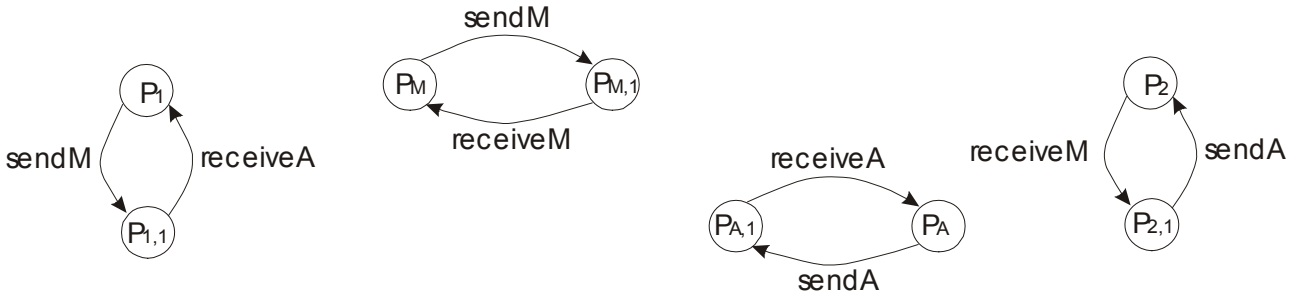 sendM
P1
PM
PM,1
P2
receiveM
sendM
receiveA
receiveA
receiveM
sendA
P1,1
PA,1
PA
P2,1
sendA